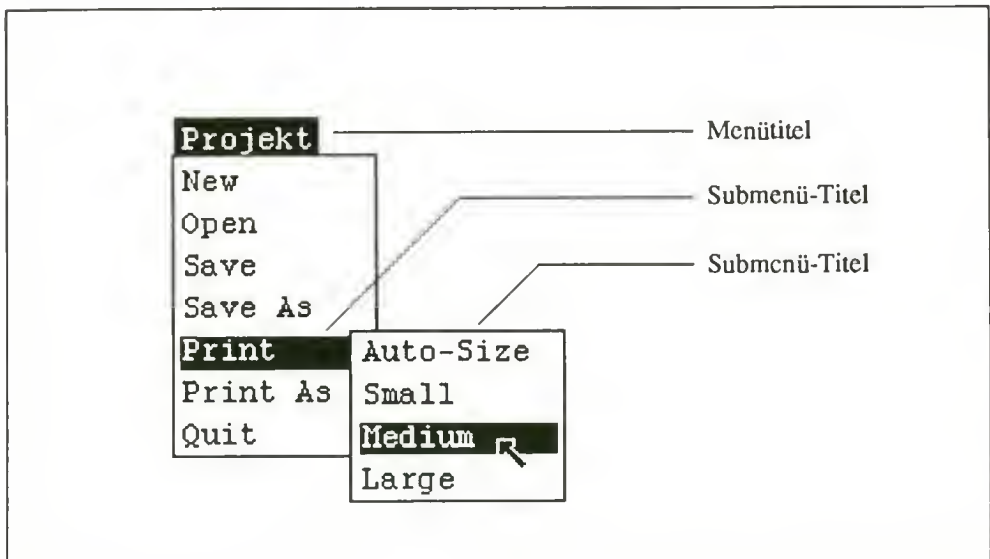 Projekt
New
Open
Save
Save As
Print
Print As
Quit
Auto-Size
Small
Medium
Large
Menütitel
Submenü-Titel
Submenü-Titel